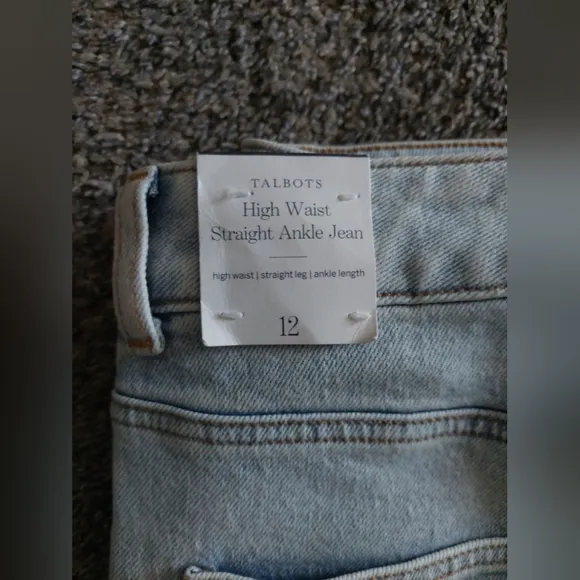 TALBOTS
High Waist
Straight Ankle Jean
high waist | straight leg | ankle length
12